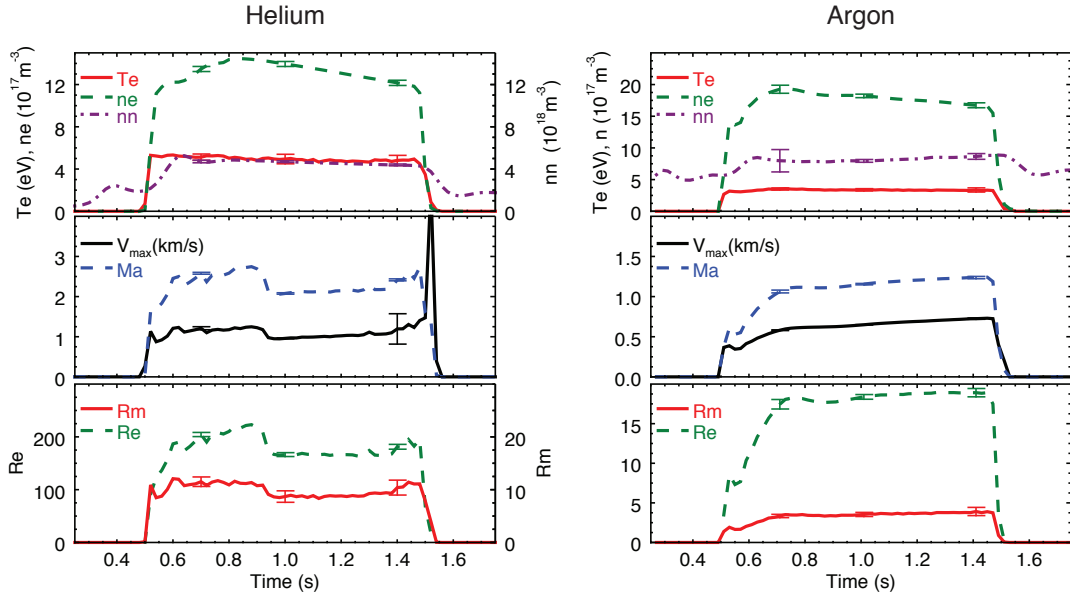 Helium
Argon
Te (eV), ne (10¹⁷m⁻³)
12
8
4
0
Te
ne
nn
12
8
4
0
nn (10¹⁸m⁻³)
Te (eV), n (10¹⁷m⁻³)
20
15
10
5
0
Te
ne
nn
3
2
1
0
V_max(km/s)
Ma
1.5
1.0
0.5
0.0
V_max(km/s)
Ma
Re
200
100
0
Rm
Re
20
10
0
Rm
15
10
5
0
Rm
Re
0.4 0.6 0.8 1.0 1.2 1.4 1.6
Time (s)
0.4 0.6 0.8 1.0 1.2 1.4 1.6
Time (s)